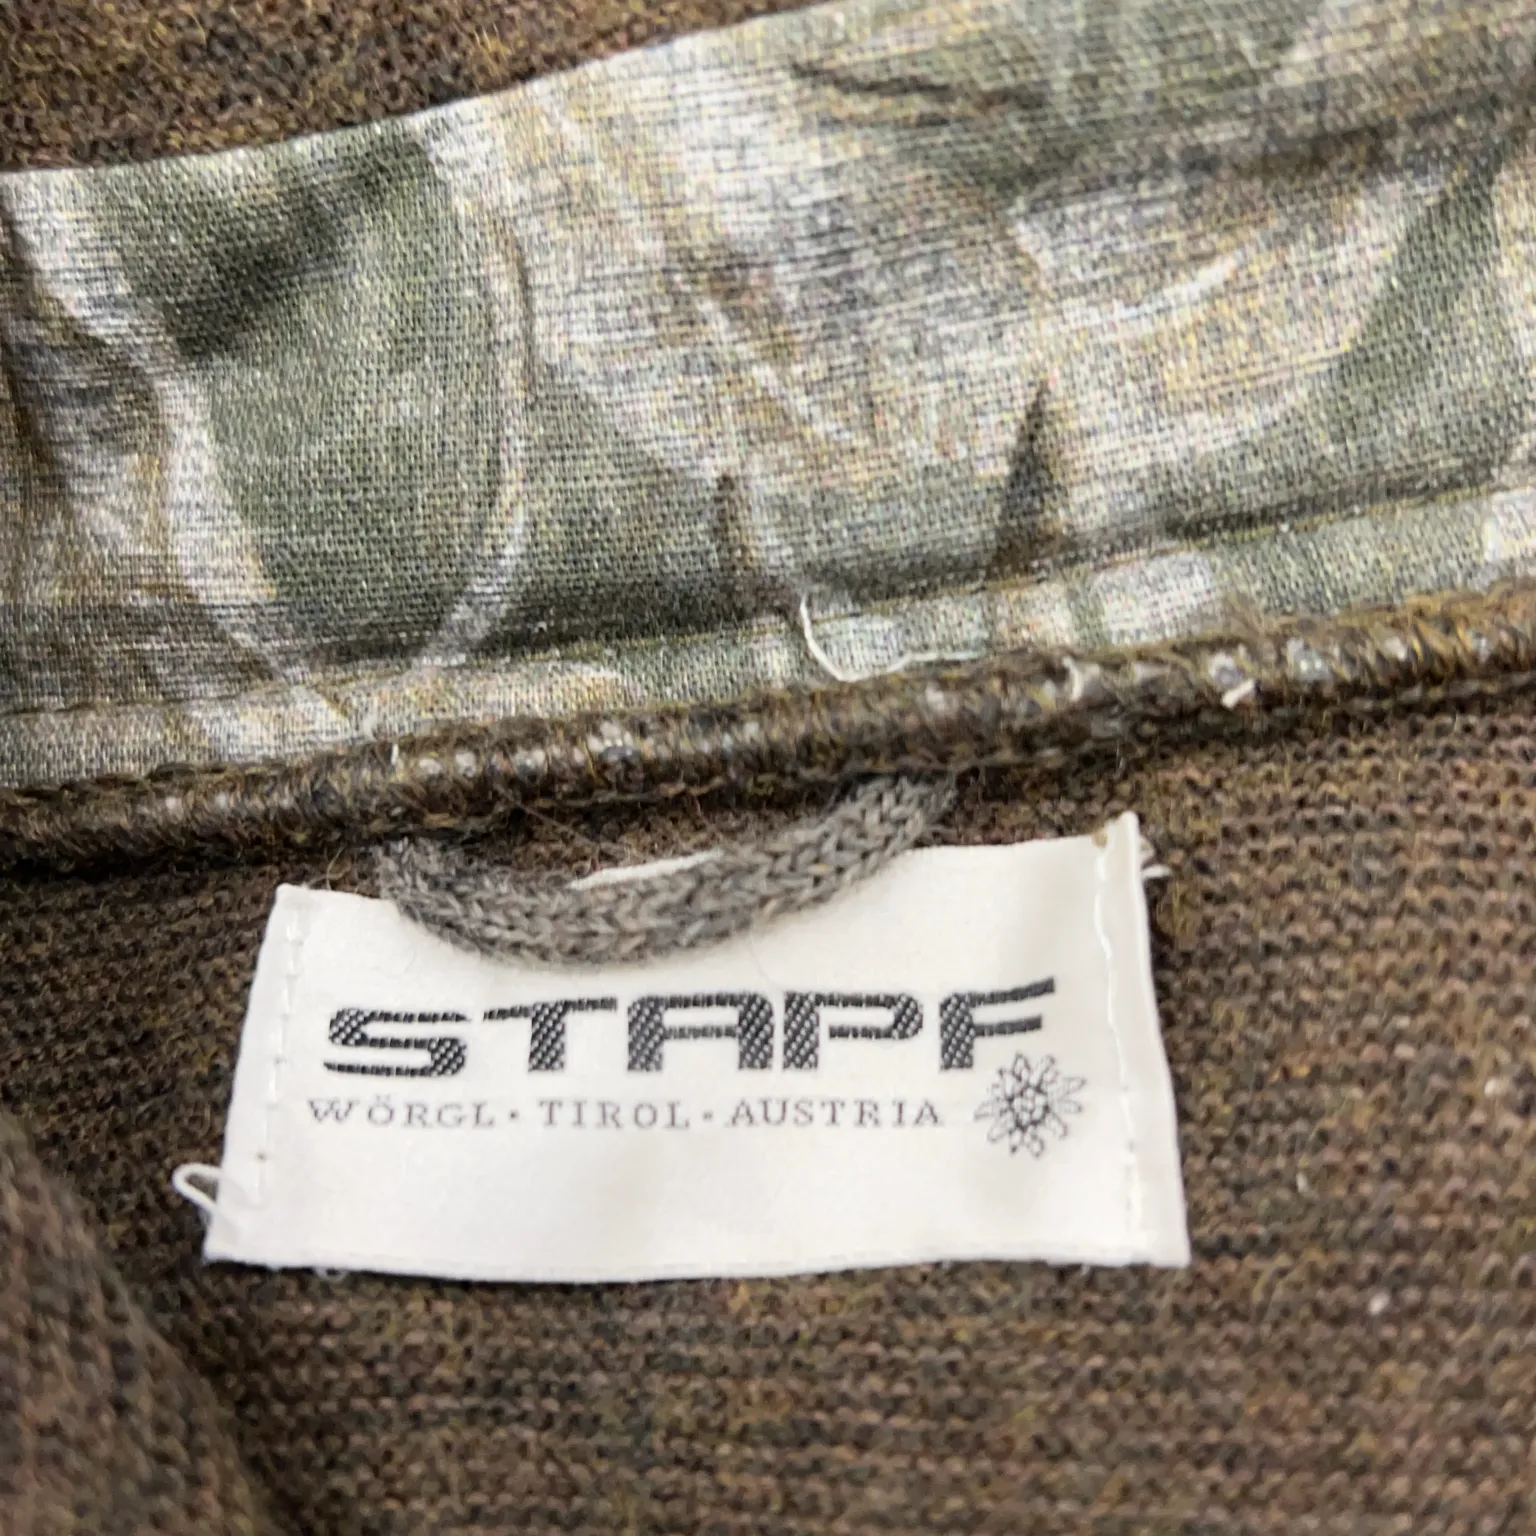 STAPF
WÖRGL · TIROL · AUSTRIA